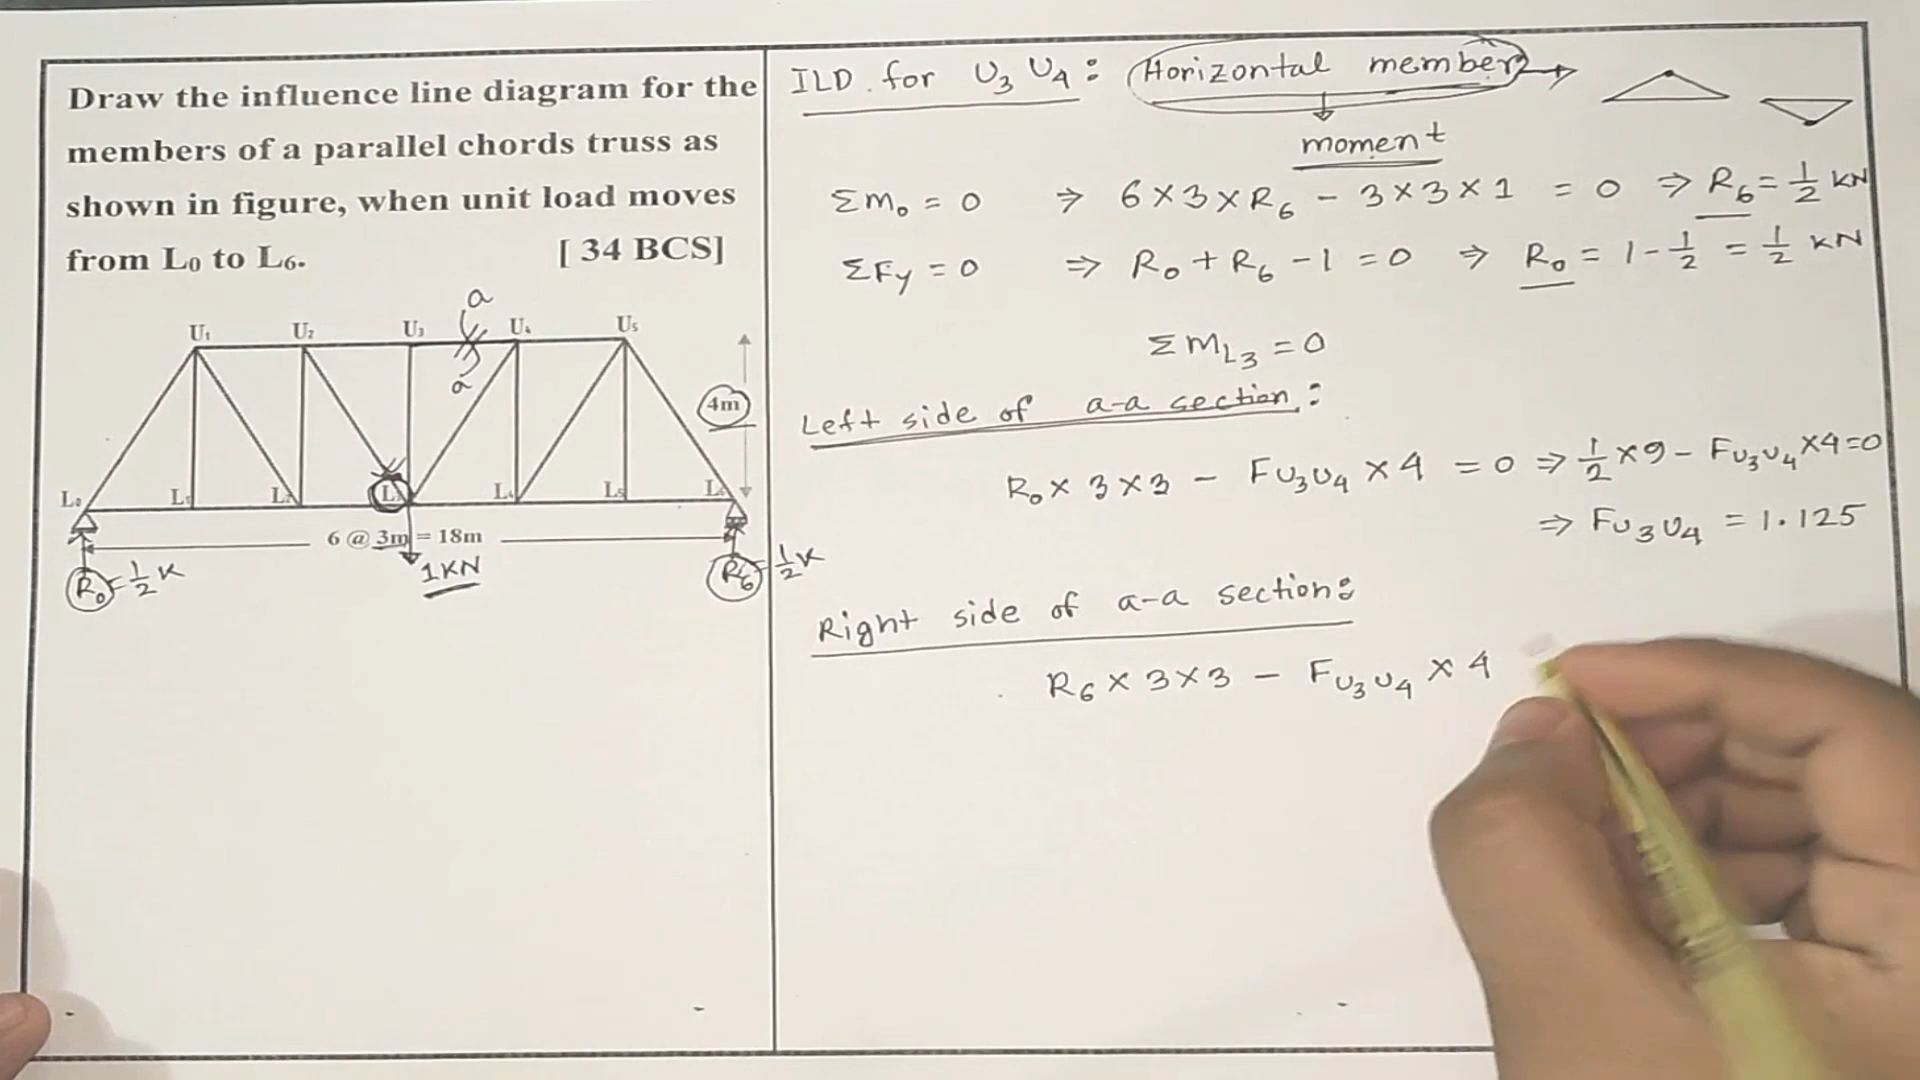 Draw the influence line diagram for the
members of a parallel chords truss as
shown in figure, when unit load moves
from L₀ to L₆. [ 34 BCS]
a
U₁ U₂ U₃ U₄ U₅
a
4m
L₀ L₁ L₂ L₃ L₄ L₅ L₆
6 @ 3m = 18m
1KN
R₀ = 1/2 K
R₆ = 1/2 K
ILD for U₃ U₄ : Horizontal member →
moment
ΣM₀ = 0 ⇒ 6×3×R₆ - 3×3×1 = 0 ⇒ R₆ = 1/2 KN
ΣFy = 0 ⇒ R₀ + R₆ - 1 = 0 ⇒ R₀ = 1 - 1/2 = 1/2 KN
ΣM_L₃ = 0
Left side of a-a section :
R₀ × 3 × 3 - F_U₃U₄ × 4 = 0 ⇒ 1/2 × 9 - F_U₃U₄ × 4 = 0
⇒ F_U₃U₄ = 1.125
Right side of a-a section :
R₆ × 3 × 3 - F_U₃U₄ × 4